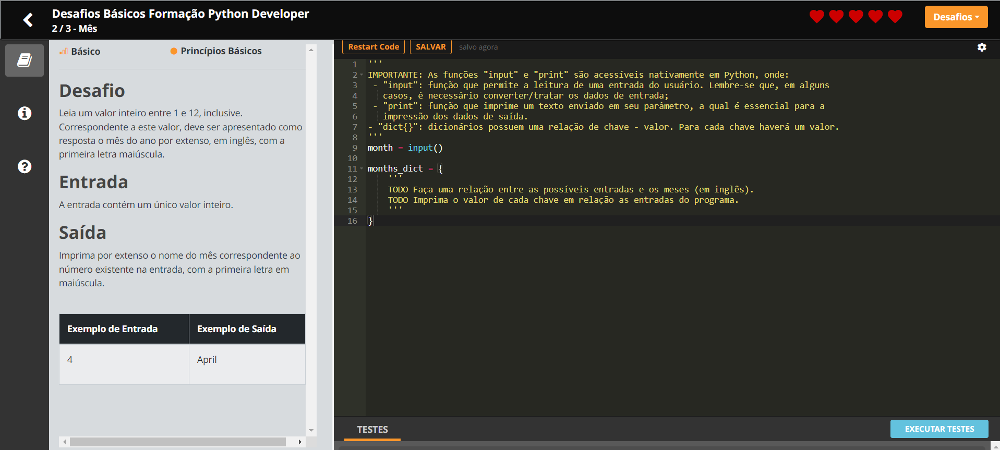 Desafios Básicos Formação Python Developer
2 / 3 - Mês
Desafios
Básico
Princípios Básicos
Desafio
Leia um valor inteiro entre 1 e 12, inclusive.
Correspondente a este valor, deve ser apresentado como
resposta o mês do ano por extenso, em inglês, com a
primeira letra maiúscula.
Entrada
A entrada contém um único valor inteiro.
Saída
Imprima por extenso o nome do mês correspondente ao
número existente na entrada, com a primeira letra em
maiúscula.
Exemplo de Entrada
Exemplo de Saída
4
April
Restart Code
SALVAR
salvo agora
1 '''
2 IMPORTANTE: As funções "input" e "print" são acessíveis nativamente em Python, onde:
3 - "input": função que permite a leitura de uma entrada do usuário. Lembre-se que, em alguns
4 casos, é necessário converter/tratar os dados de entrada;
5 - "print": função que imprime um texto enviado em seu parâmetro, a qual é essencial para a
6 impressão dos dados de saída.
7 - "dict{}": dicionários possuem uma relação de chave - valor. Para cada chave haverá um valor.
8 '''
9 month = input()
10
11 months_dict = {
12 '''
13 TODO Faça uma relação entre as possíveis entradas e os meses (em inglês).
14 TODO Imprima o valor de cada chave em relação as entradas do programa.
15 '''
16 }
TESTES
EXECUTAR TESTES